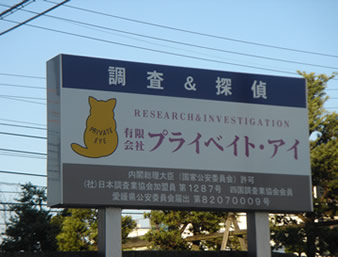 調査 & 探偵
RESEARCH&INVESTIGATION
PRIVATE
EYE
有限会社 プライベイト・アイ
内閣総理大臣(国家公安委員会)許可
(社)日本調査業協会加盟員 第1287号 四国調査業協会会員
愛媛県公安委員会届出 第82070009号